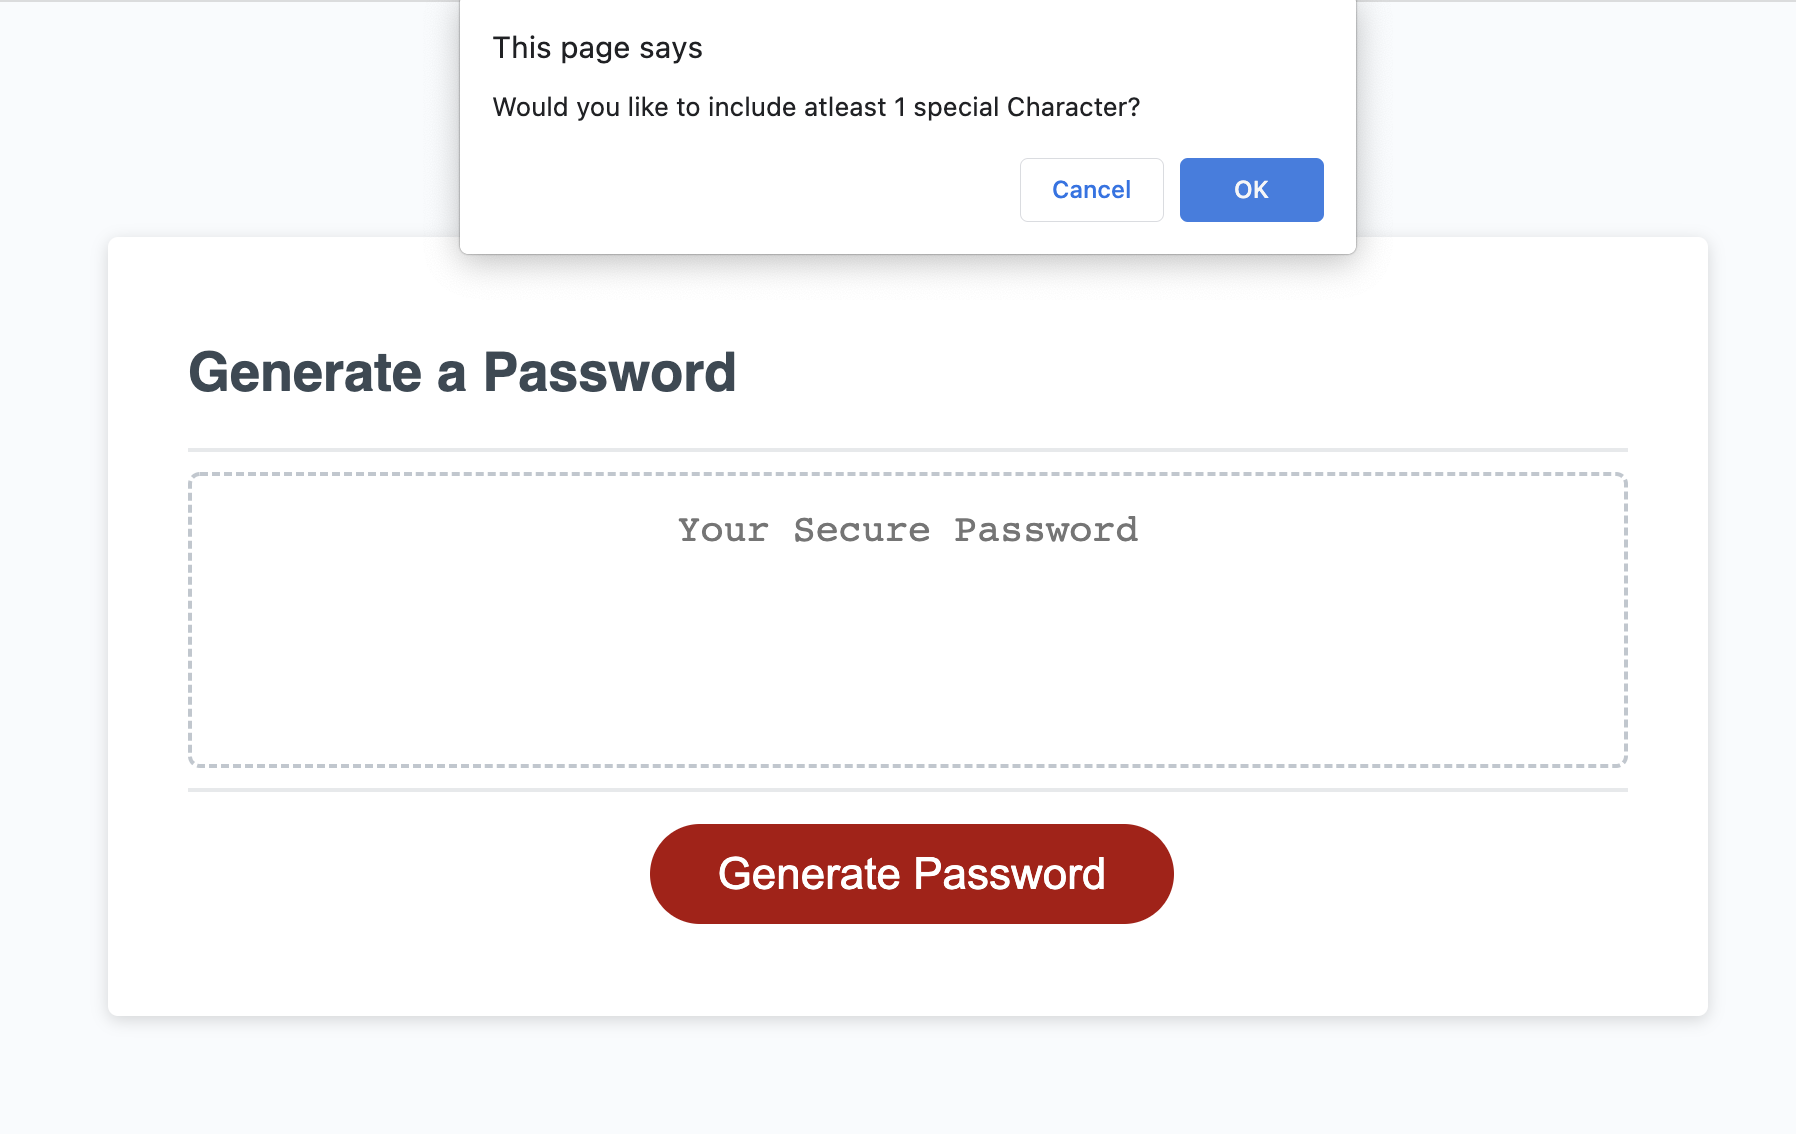 This page says
Would you like to include atleast 1 special Character?
Cancel OK
Generate a Password
Your Secure Password
Generate Password